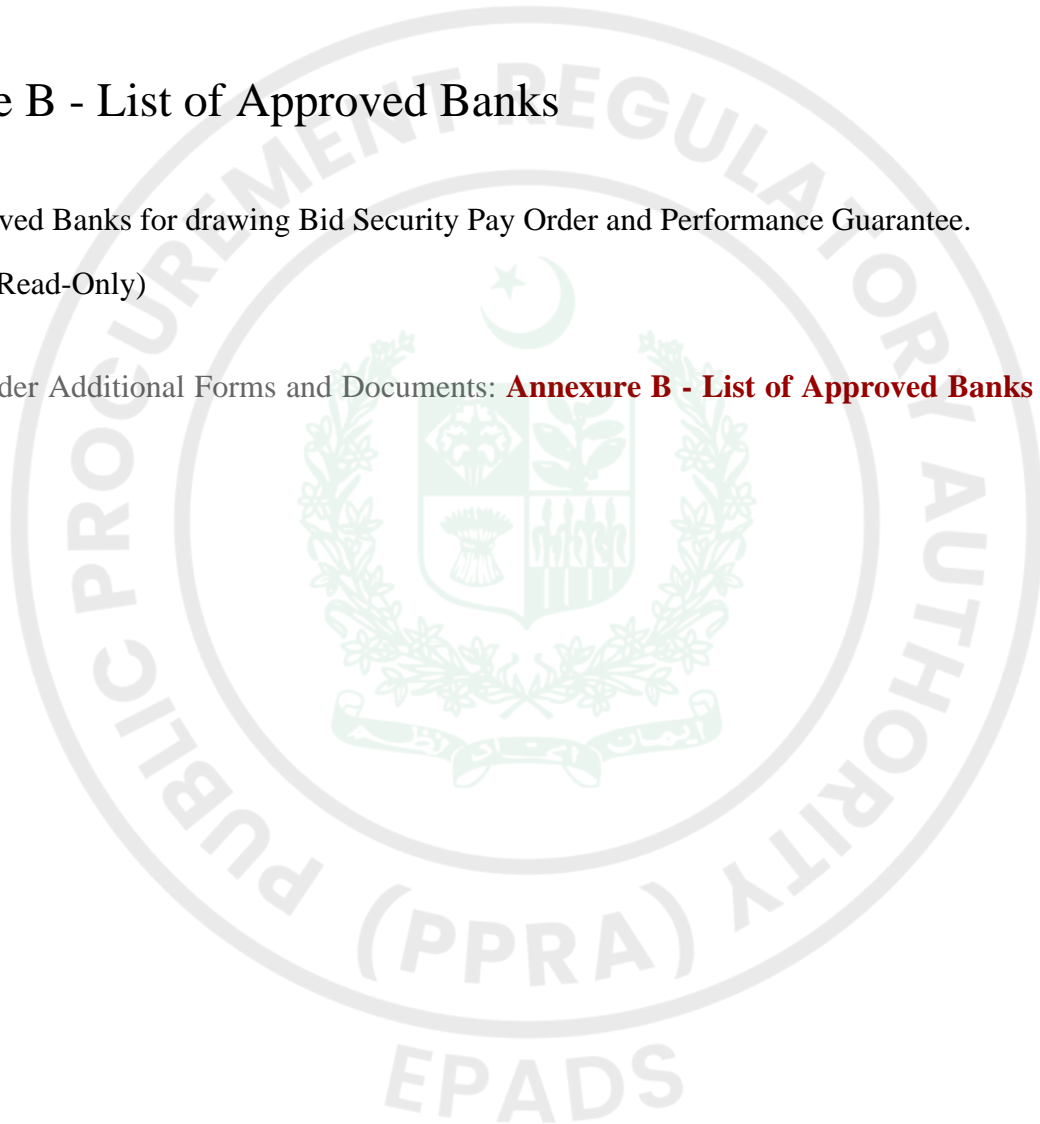 e B - List of Approved Banks
ved Banks for drawing Bid Security Pay Order and Performance Guarantee.
(Read-Only)
der Additional Forms and Documents: Annexure B - List of Approved Banks
PUBLIC PROCUREMENT REGULATORY AUTHORITY
(PPRA)
EPADS